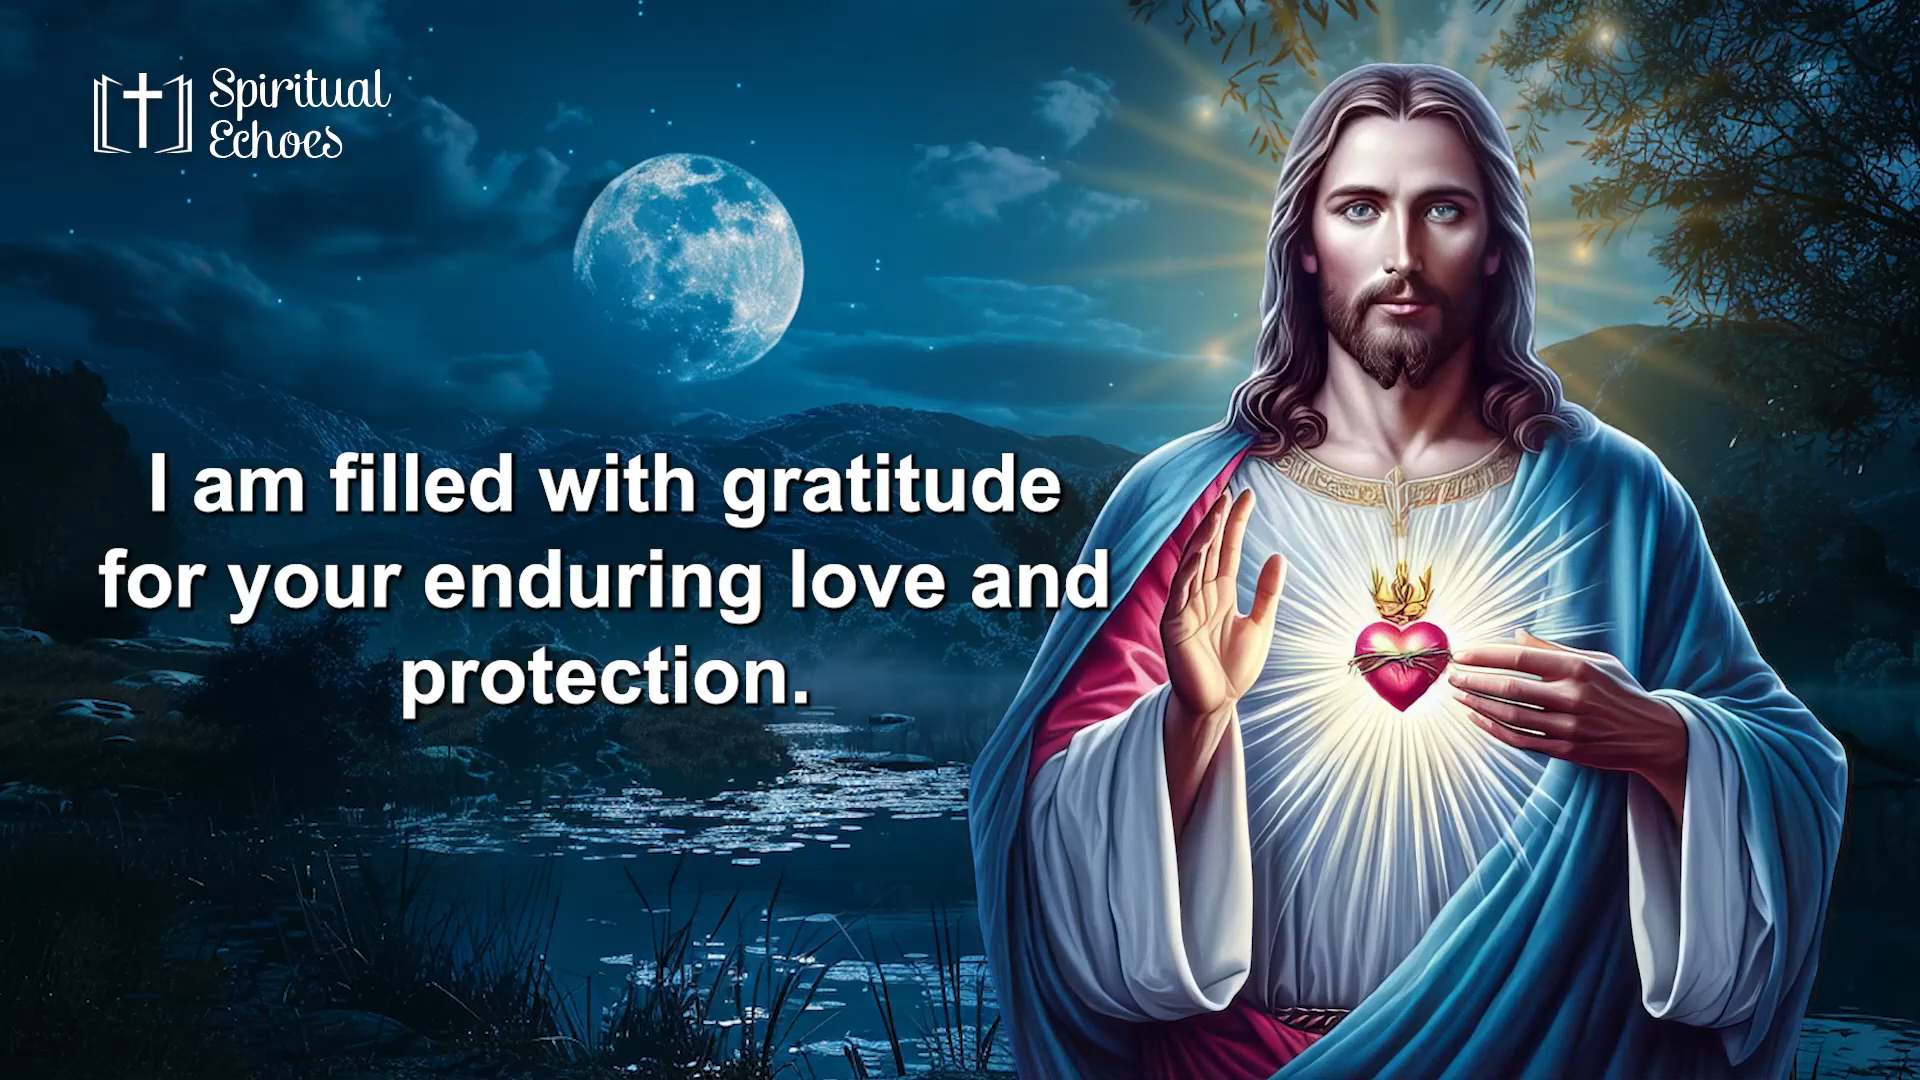 Spiritual
Echoes
I am filled with gratitude
for your enduring love and
protection.